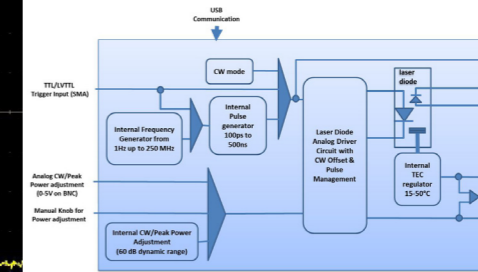 USB
Communication
CW mode
laser
diode
TTL/LVTTL
Trigger Input (SMA)
Internal
Pulse
generator
100ps to
500ns
Internal Frequency
Generator from
1Hz up to 250 MHz
Laser Diode
Analog Driver
Circuit with
CW Offset &
Pulse
Management
Internal
TEC
regulator
15-50°C
Analog CW/Peak
Power adjustment
(0-5V on BNC)
Manual Knob for
Power adjustment
Internal CW/Peak Power
Adjustment
(60 dB dynamic range)